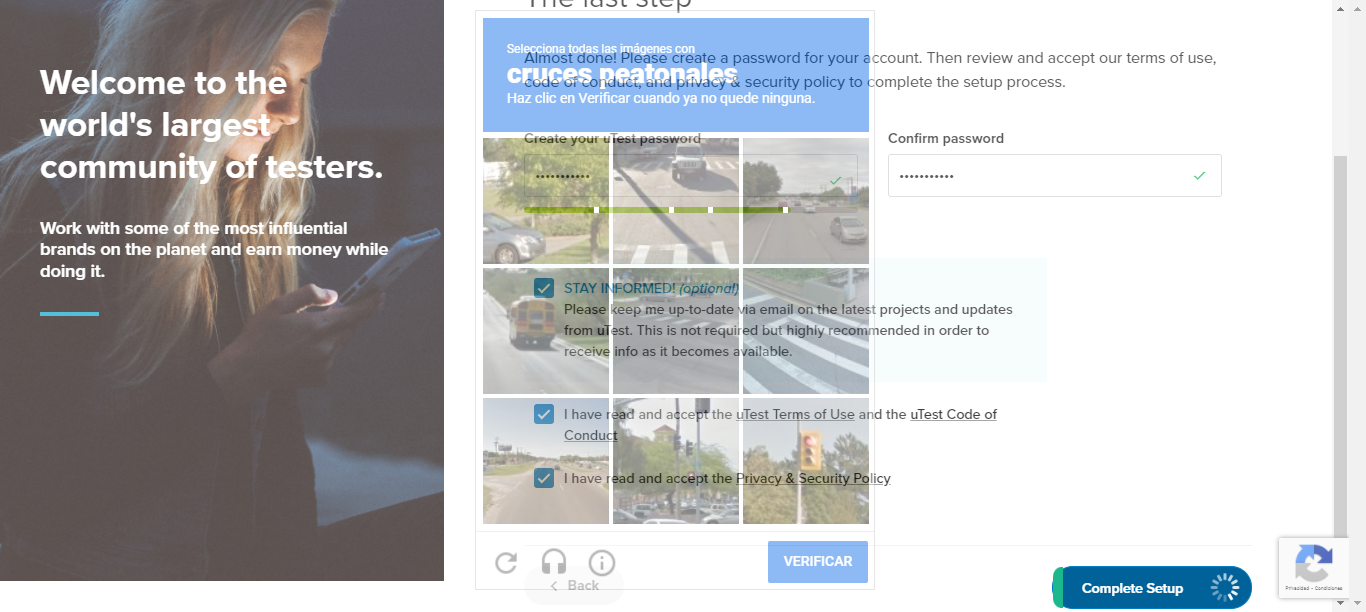 Welcome to the
world's largest
community of testers.
Work with some of the most influential
brands on the planet and earn money while
doing it.
The last step
Almost done! Please create a password for your account. Then review and accept our terms of use,
code of conduct, and privacy & security policy to complete the setup process.
Selecciona todas las imágenes con
cruces peatonales
Haz clic en Verificar cuando ya no quede ninguna.
Create your uTest password
Confirm password
STAY INFORMED! (optional)
Please keep me up-to-date via email on the latest projects and updates
from uTest. This is not required but highly recommended in order to
receive info as it becomes available.
I have read and accept the uTest Terms of Use and the uTest Code of
Conduct
I have read and accept the Privacy & Security Policy
VERIFICAR
Back
Complete Setup
Privacidad - Condiciones